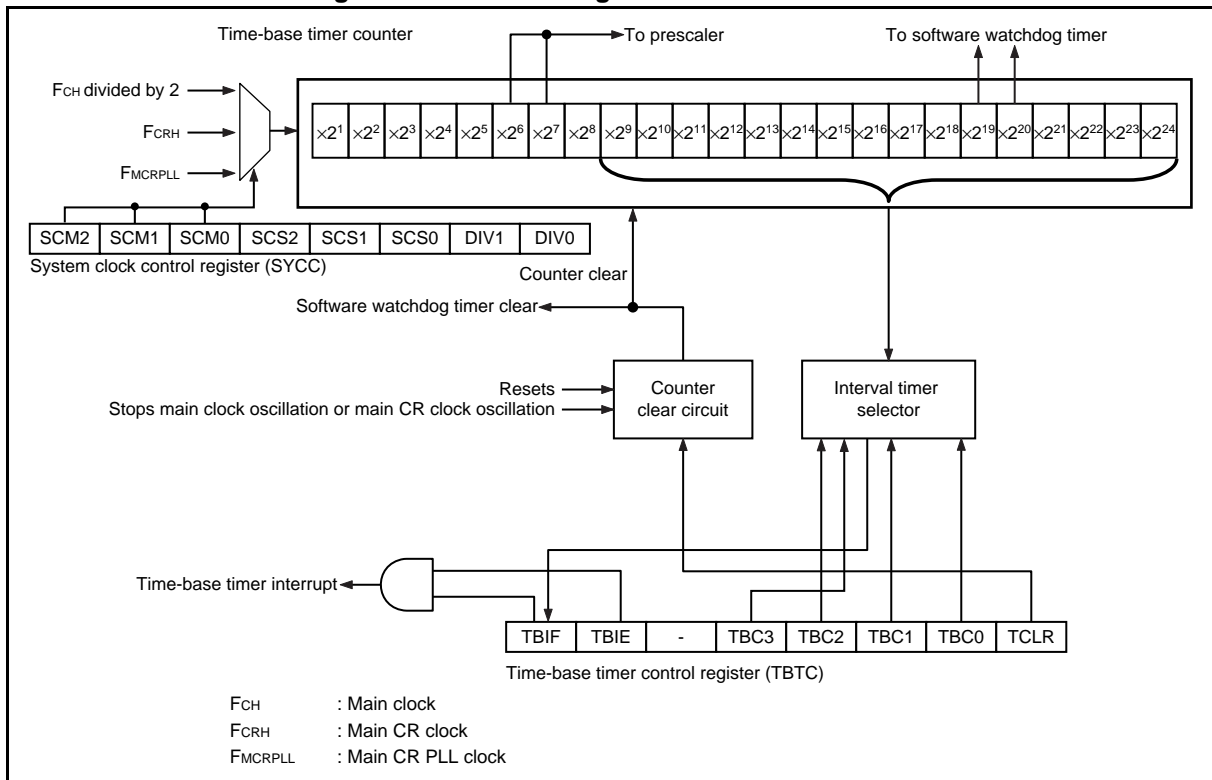 Time-base timer counter
To prescaler
To software watchdog timer
FCH divided by 2
FCRH
FMCRPLL
×2¹ ×2² ×2³ ×2⁴ ×2⁵ ×2⁶ ×2⁷ ×2⁸ ×2⁹ ×2¹⁰ ×2¹¹ ×2¹² ×2¹³ ×2¹⁴ ×2¹⁵ ×2¹⁶ ×2¹⁷ ×2¹⁸ ×2¹⁹ ×2²⁰ ×2²¹ ×2²² ×2²³ ×2²⁴
SCM2 SCM1 SCM0 SCS2 SCS1 SCS0 DIV1 DIV0
System clock control register (SYCC)
Counter clear
Software watchdog timer clear
Resets
Stops main clock oscillation or main CR clock oscillation
Counter
clear circuit
Interval timer
selector
Time-base timer interrupt
TBIF TBIE - TBC3 TBC2 TBC1 TBC0 TCLR
Time-base timer control register (TBTC)
FCH : Main clock
FCRH : Main CR clock
FMCRPLL : Main CR PLL clock